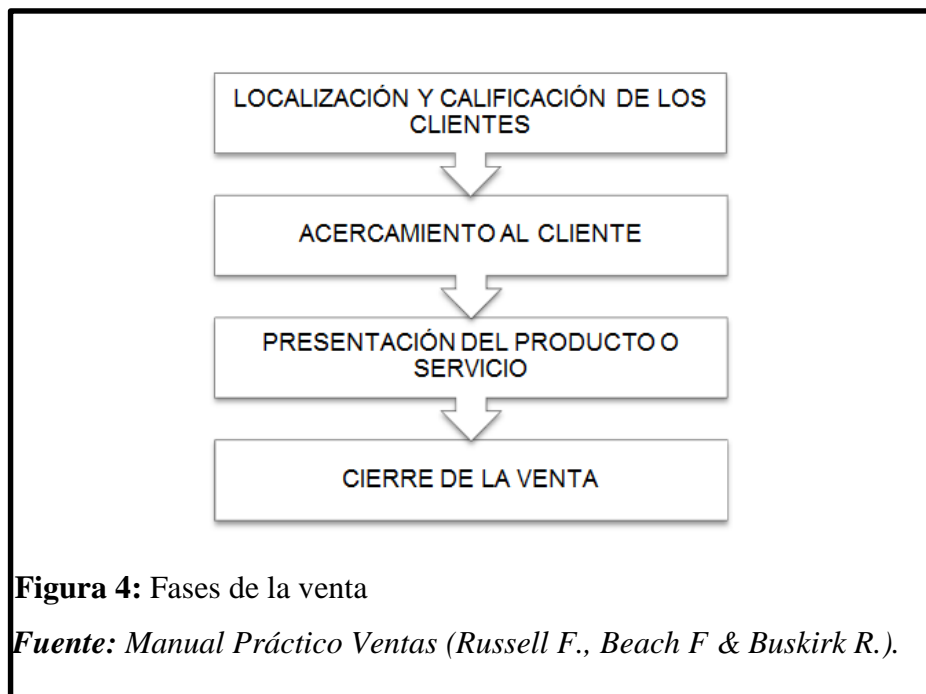 LOCALIZACIÓN Y CALIFICACIÓN DE LOS
CLIENTES
ACERCAMIENTO AL CLIENTE
PRESENTACIÓN DEL PRODUCTO O
SERVICIO
CIERRE DE LA VENTA
Figura 4: Fases de la venta
Fuente: Manual Práctico Ventas (Russell F., Beach F & Buskirk R.).